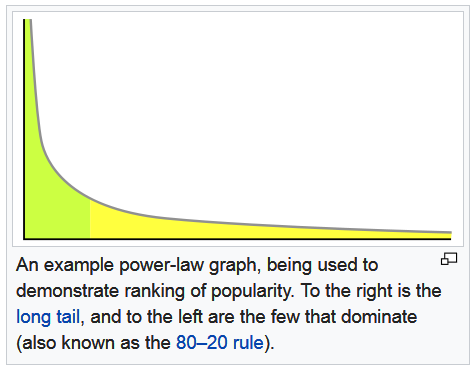 An example power-law graph, being used to
demonstrate ranking of popularity. To the right is the
long tail, and to the left are the few that dominate
(also known as the 80–20 rule).